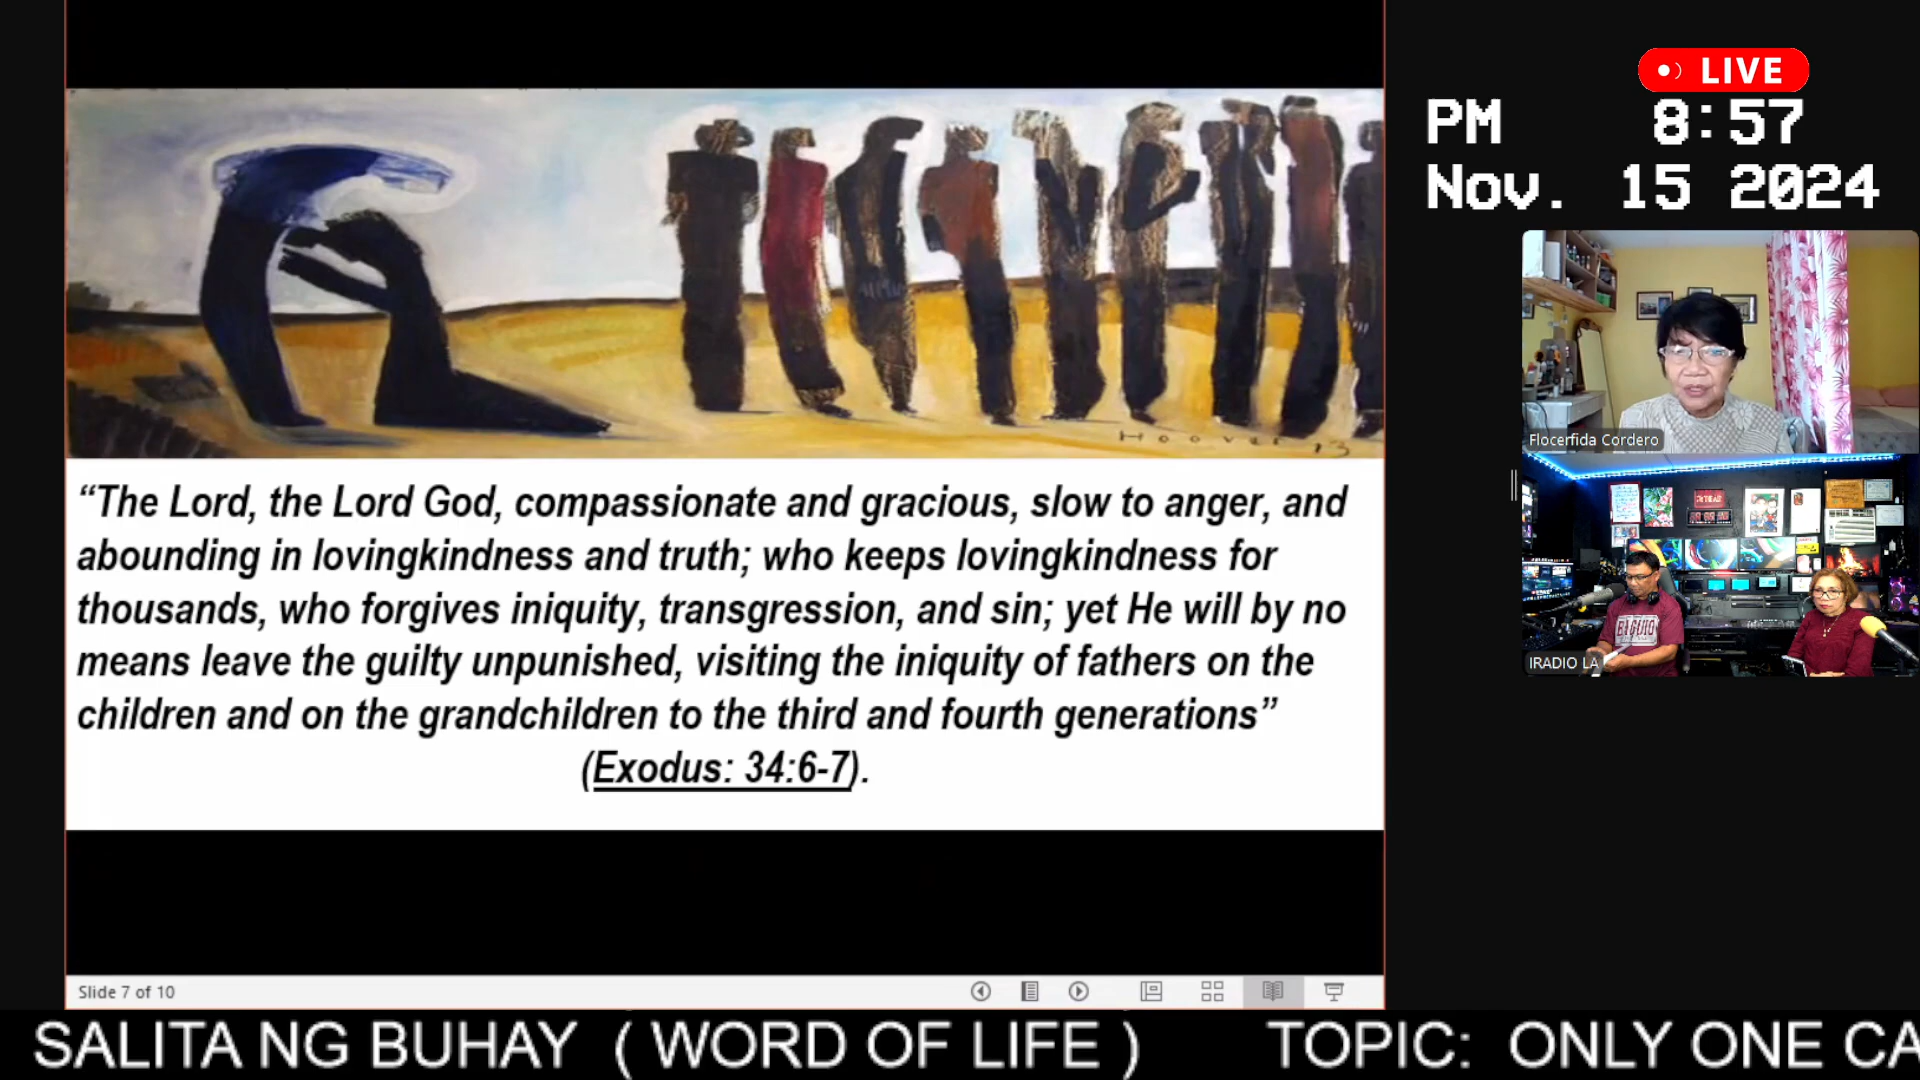 LIVE
PM 8:57
Nov. 15 2024
Hoover 13
“The Lord, the Lord God, compassionate and gracious, slow to anger, and
abounding in lovingkindness and truth; who keeps lovingkindness for
thousands, who forgives iniquity, transgression, and sin; yet He will by no
means leave the guilty unpunished, visiting the iniquity of fathers on the
children and on the grandchildren to the third and fourth generations”
(Exodus: 34:6-7).
Flocerfida Cordero
BAGUIO
IRADIO LA
Slide 7 of 10
SALITA NG BUHAY ( WORD OF LIFE ) TOPIC: ONLY ONE CA